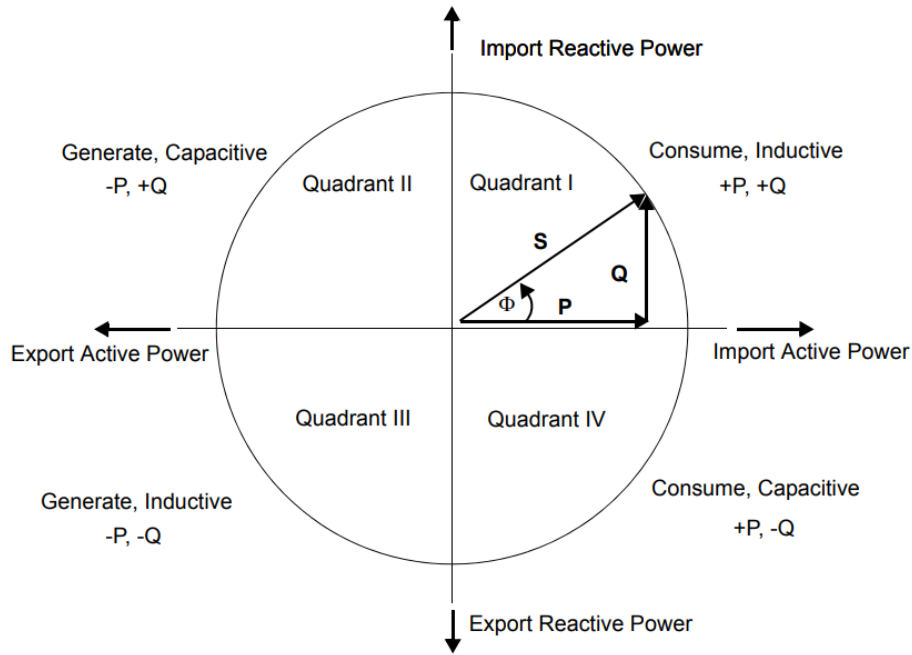 Import Reactive Power
Generate, Capacitive
-P, +Q
Quadrant II
Quadrant I
Consume, Inductive
+P, +Q
S
Q
Φ
P
Export Active Power
Import Active Power
Quadrant III
Quadrant IV
Generate, Inductive
-P, -Q
Consume, Capacitive
+P, -Q
Export Reactive Power